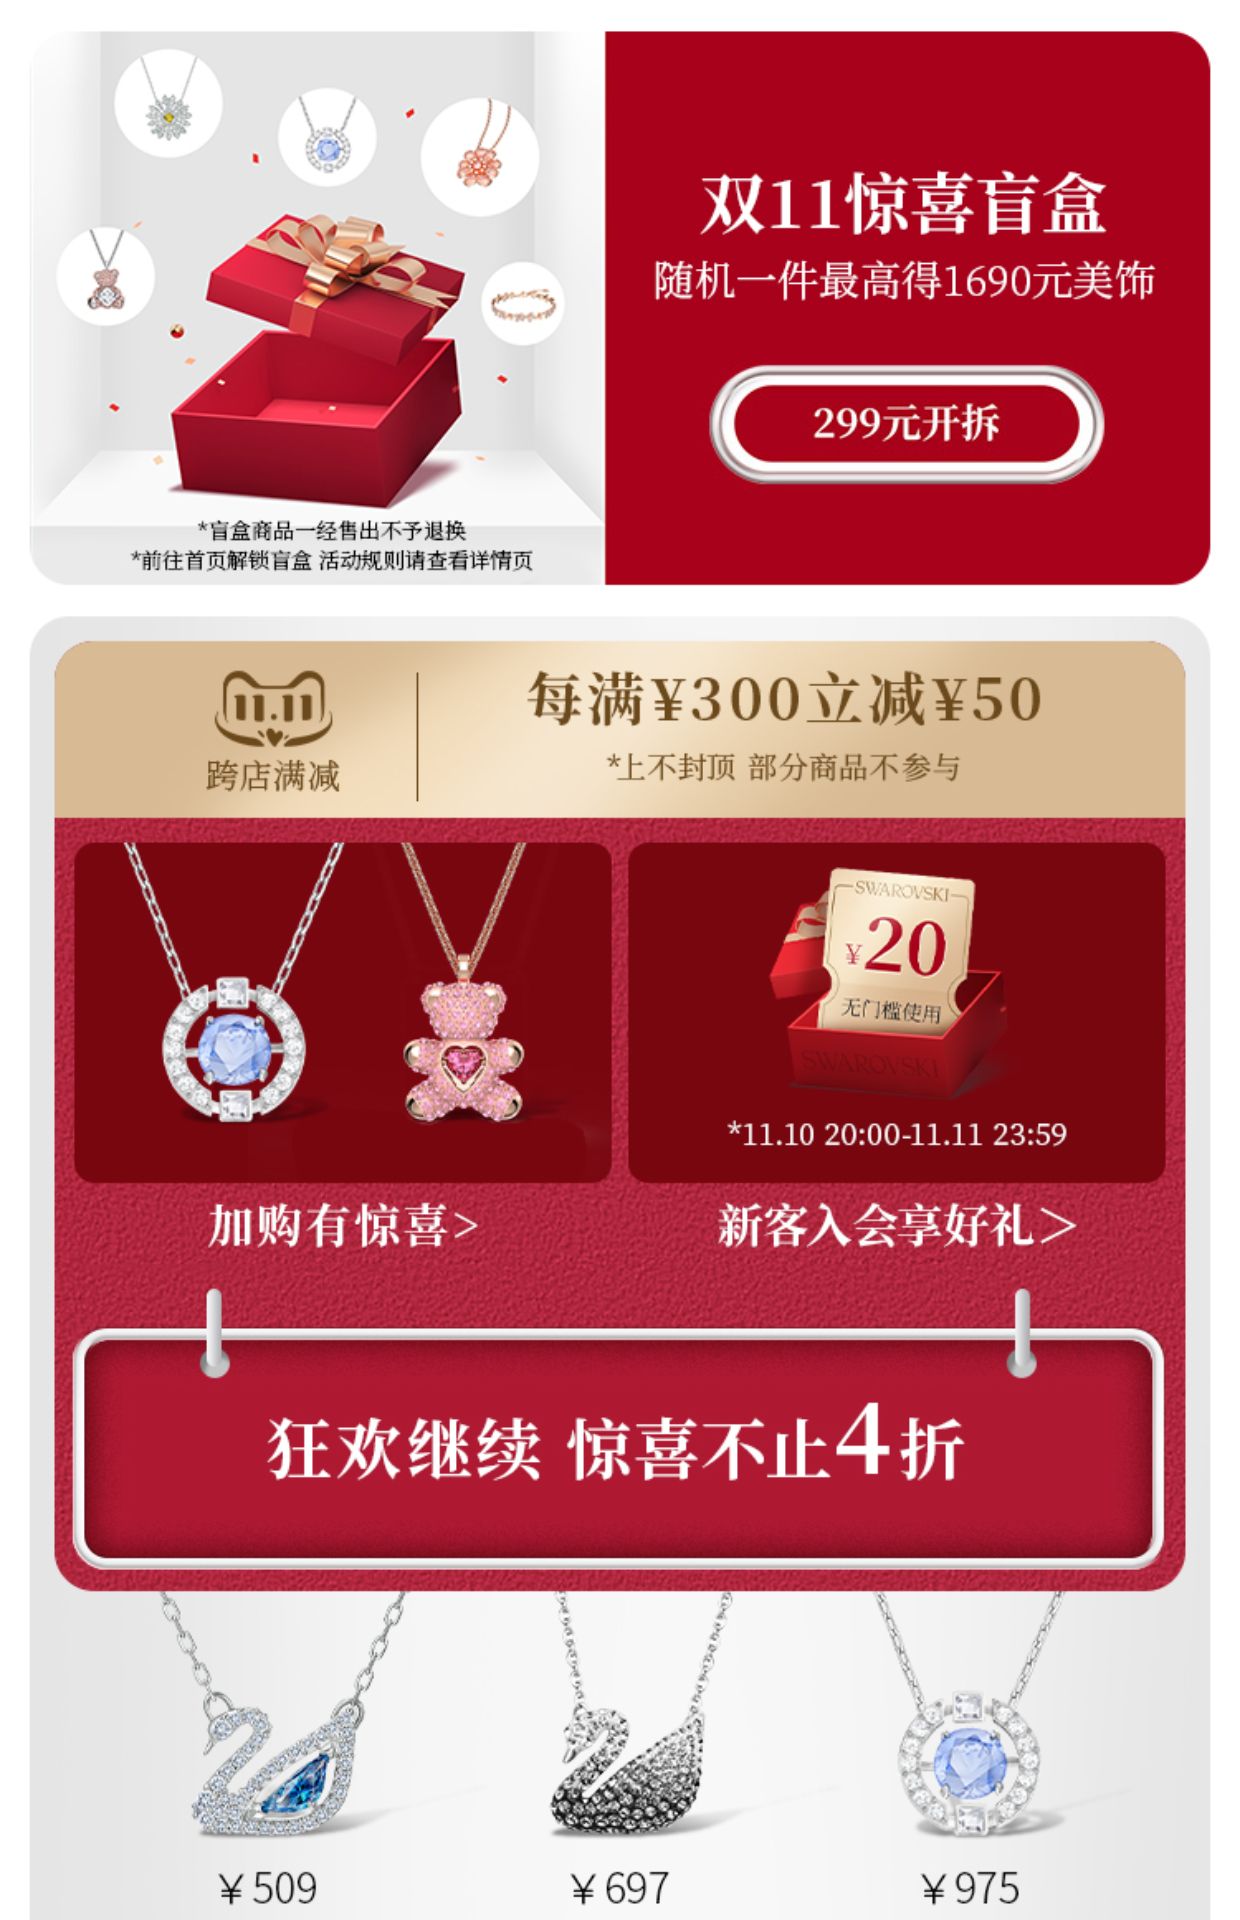 双11惊喜盲盒
随机一件最高得1690元美饰
299元开拆
*盲盒商品一经售出不予退换
*前往首页解锁盲盒 活动规则请查看详情页
11.11
跨店满减
每满¥300立减¥50
*上不封顶 部分商品不参与
SWAROVSKI
¥20
无门槛使用
SWAROVSKI
*11.10 20:00-11.11 23:59
加购有惊喜>
新客入会享好礼>
狂欢继续 惊喜不止4折
¥509
¥697
¥975